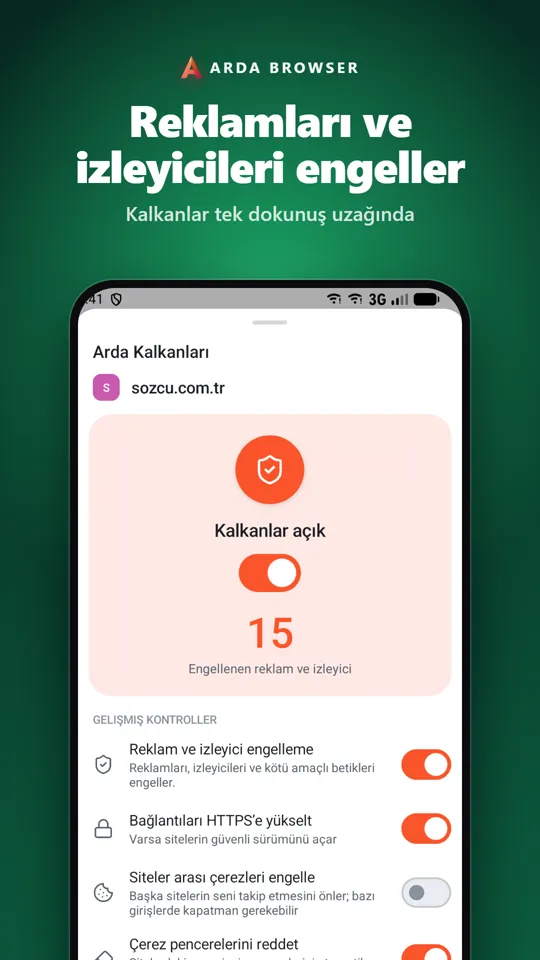 ARDA BROWSER
Reklamları ve
izleyicileri engeller
Kalkanlar tek dokunuş uzağında
:41
3G
Arda Kalkanları
S
sozcu.com.tr
Kalkanlar açık
15
Engellenen reklam ve izleyici
GELIŞMIŞ KONTROLLER
Reklam ve izleyici engelleme
Reklamları, izleyicileri ve kötü amaçlı betikleri
engeller.
Bağlantıları HTTPS'e yükselt
Varsa sitelerin güvenli sürümünü açar
Siteler arası çerezleri engelle
Başka sitelerin seni takip etmesini önler; bazı
girişlerde kapatman gerekebilir
Çerez pencerelerini reddet